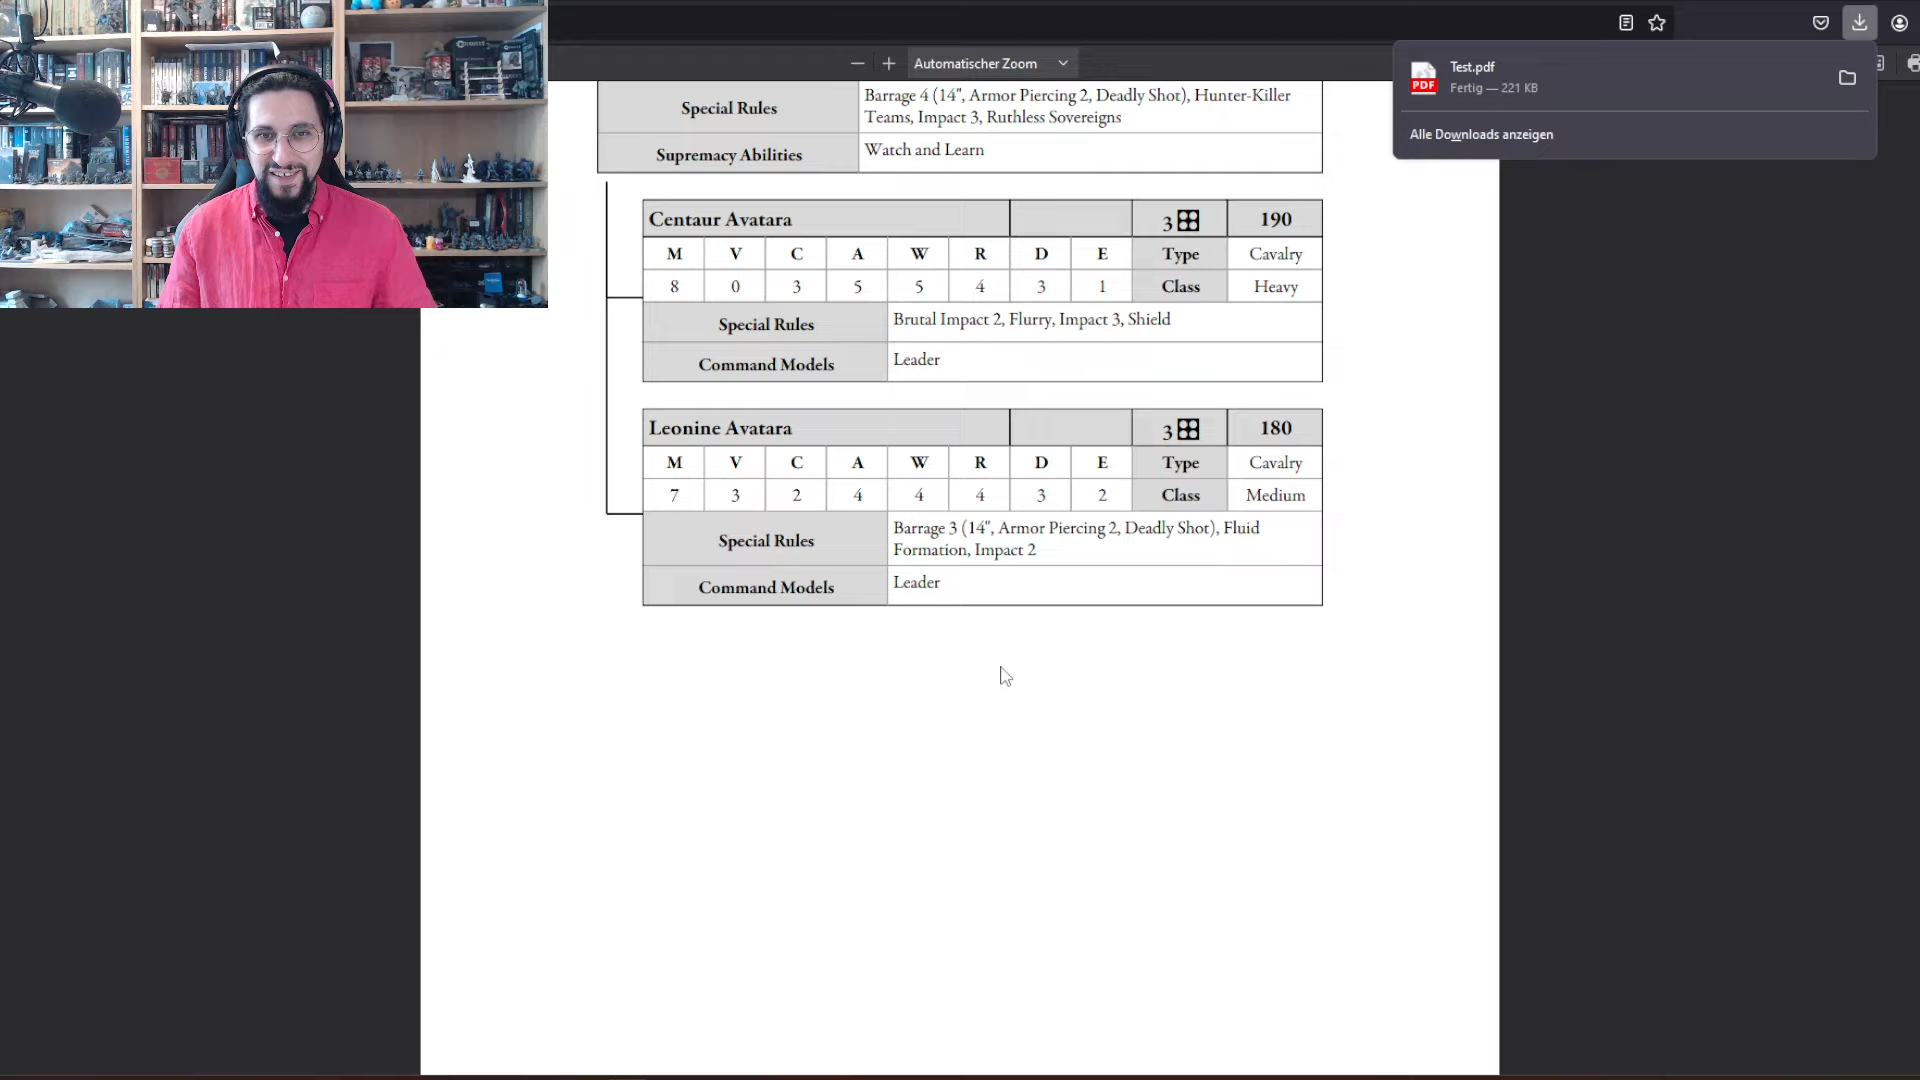 Automatischer Zoom
Test.pdf
PDF
Fertig — 221 KB
Alle Downloads anzeigen
Special Rules
Barrage 4 (14", Armor Piercing 2, Deadly Shot), Hunter-Killer
Teams, Impact 3, Ruthless Sovereigns
Supremacy Abilities
Watch and Learn
Centaur Avatara 3 190
M V C A W R D E Type Cavalry
8 0 3 5 5 4 3 1 Class Heavy
Special Rules
Brutal Impact 2, Flurry, Impact 3, Shield
Command Models
Leader
Leonine Avatara 3 180
M V C A W R D E Type Cavalry
7 3 2 4 4 4 3 2 Class Medium
Special Rules
Barrage 3 (14", Armor Piercing 2, Deadly Shot), Fluid
Formation, Impact 2
Command Models
Leader